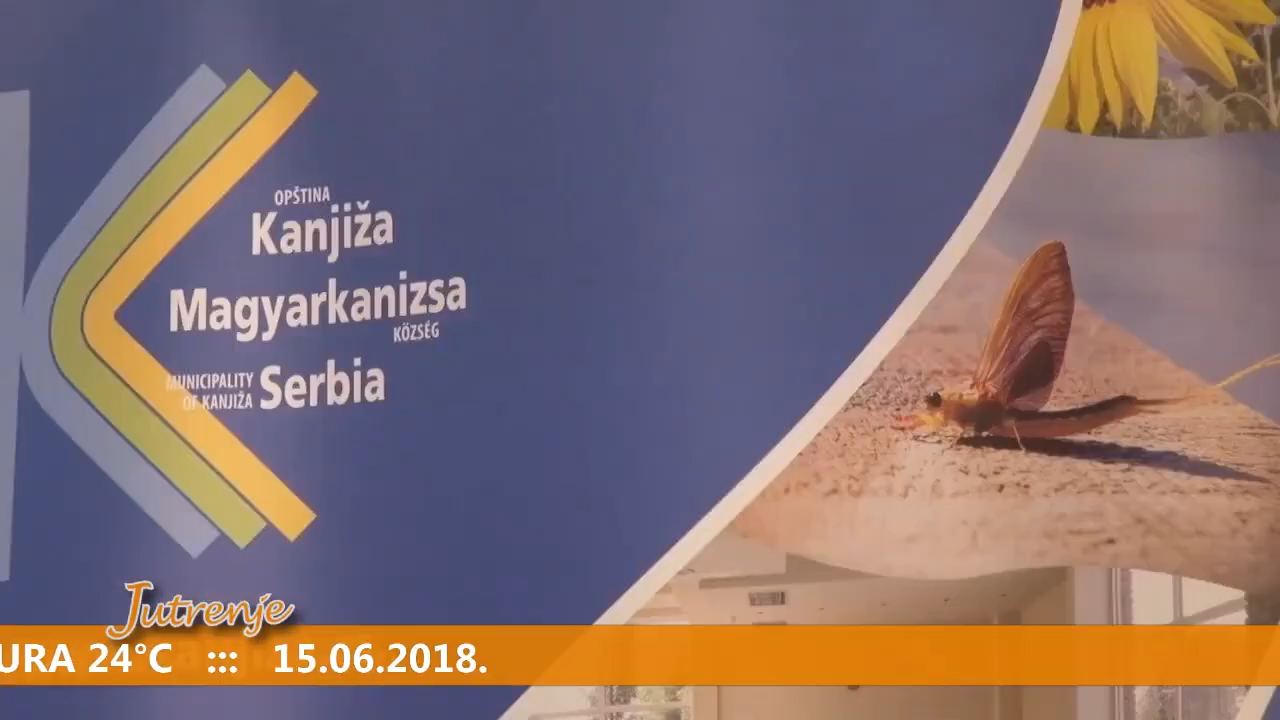 OPŠTINA
Kanjiža
Magyarkanizsa
KÖZSÉG
MUNICIPALITY
OF KANJIŽA Serbia
Jutrenje
URA 24°C ::: 15.06.2018.